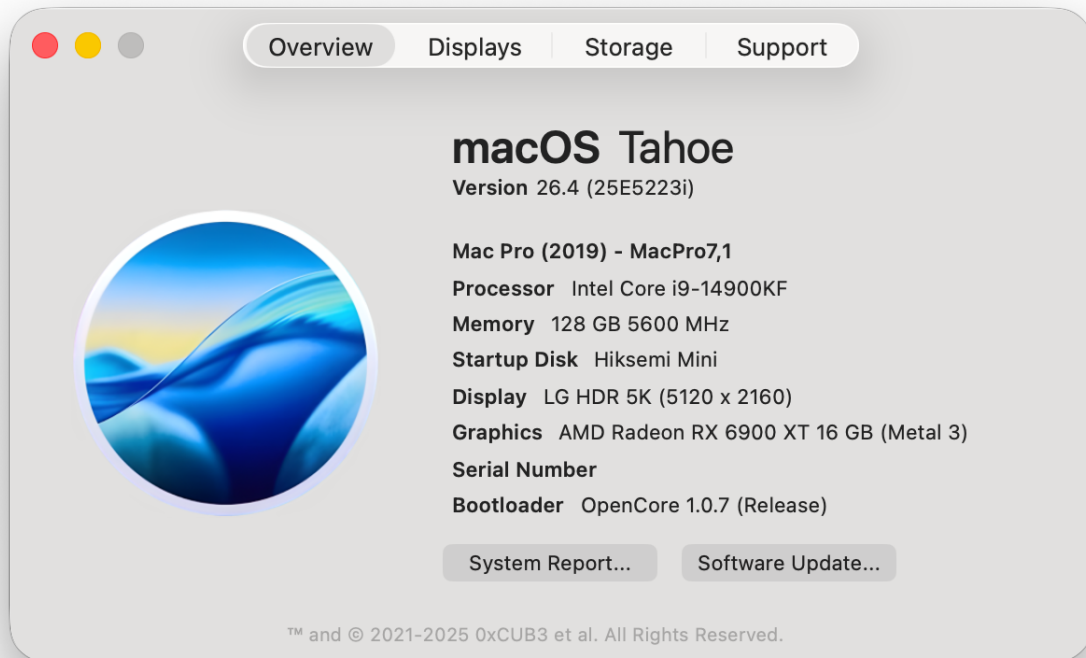 Overview Displays Storage Support
macOS Tahoe
Version 26.4 (25E5223i)
Mac Pro (2019) - MacPro7,1
Processor Intel Core i9-14900KF
Memory 128 GB 5600 MHz
Startup Disk Hiksemi Mini
Display LG HDR 5K (5120 x 2160)
Graphics AMD Radeon RX 6900 XT 16 GB (Metal 3)
Serial Number
Bootloader OpenCore 1.0.7 (Release)
System Report... Software Update...
™ and © 2021-2025 0xCUB3 et al. All Rights Reserved.